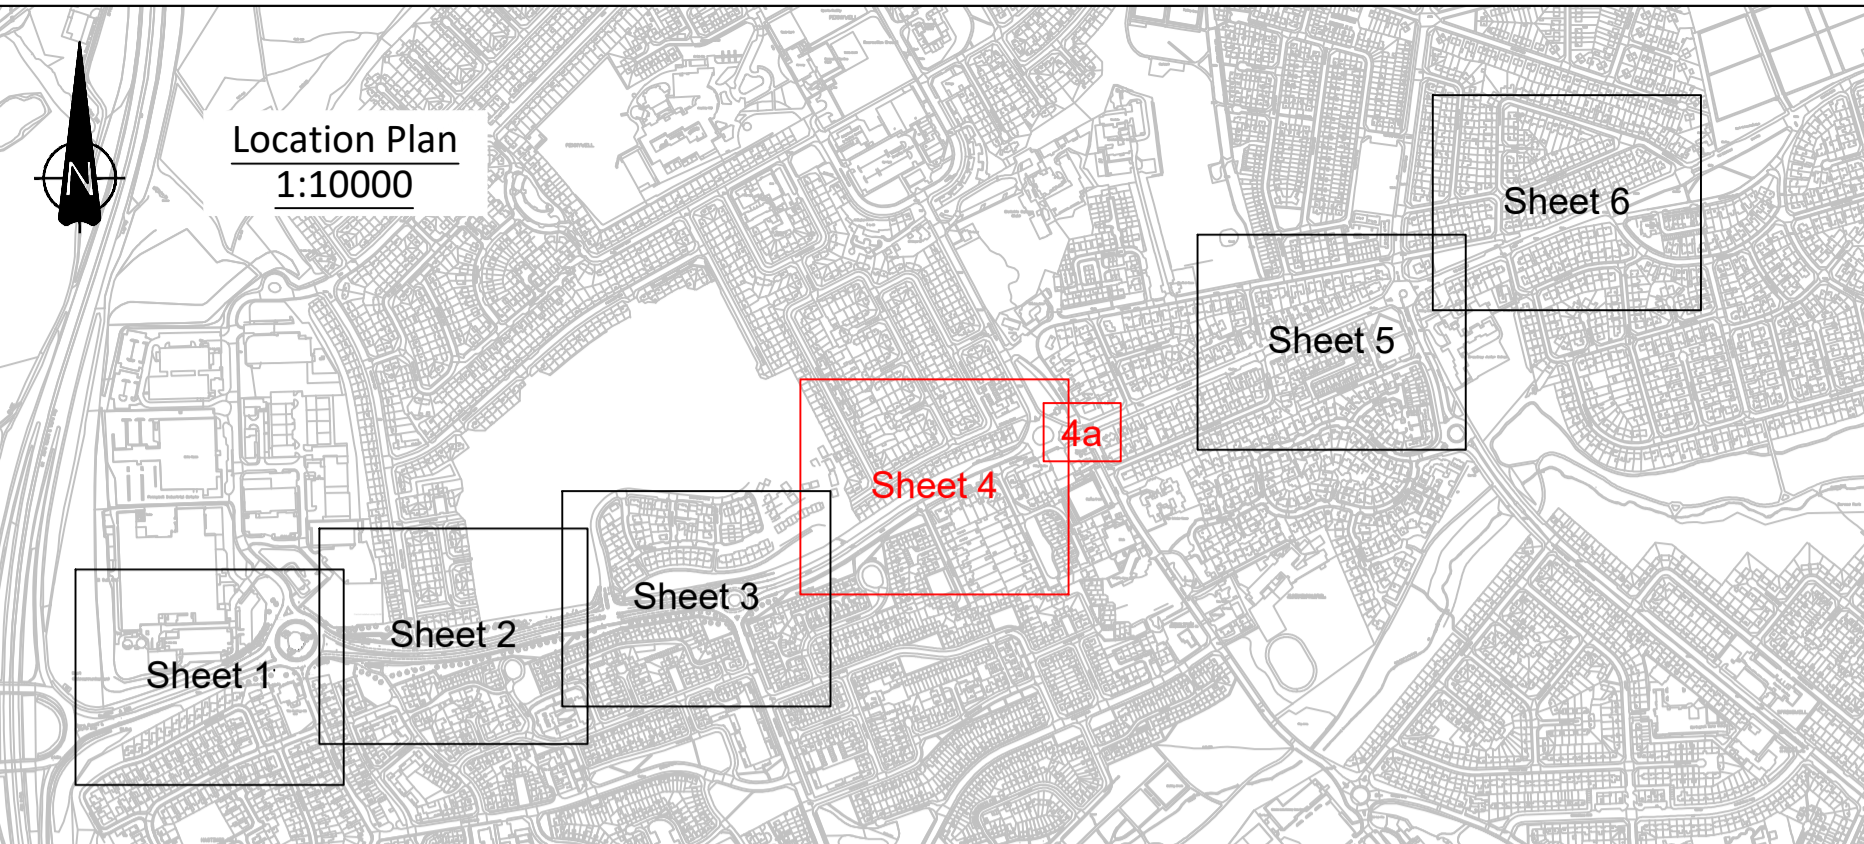 Location Plan
1:10000
N
Sheet 6
Sheet 5
4a
Sheet 4
Sheet 3
Sheet 2
Sheet 1